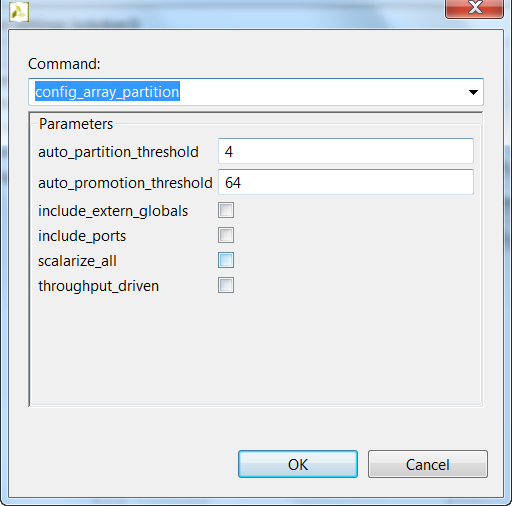 Command:
config_array_partition
Parameters
auto_partition_threshold 4
auto_promotion_threshold 64
include_extern_globals
include_ports
scalarize_all
throughput_driven
OK Cancel